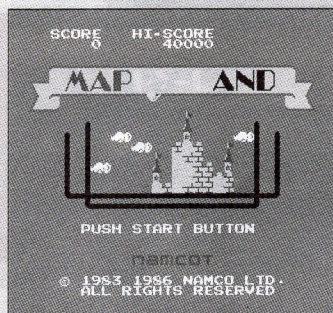 SCORE HI-SCORE
0 40000
MAP AND
PUSH START BUTTON
namcot
© 1983 1986 NAMCO LTD.
ALL RIGHTS RESERVED